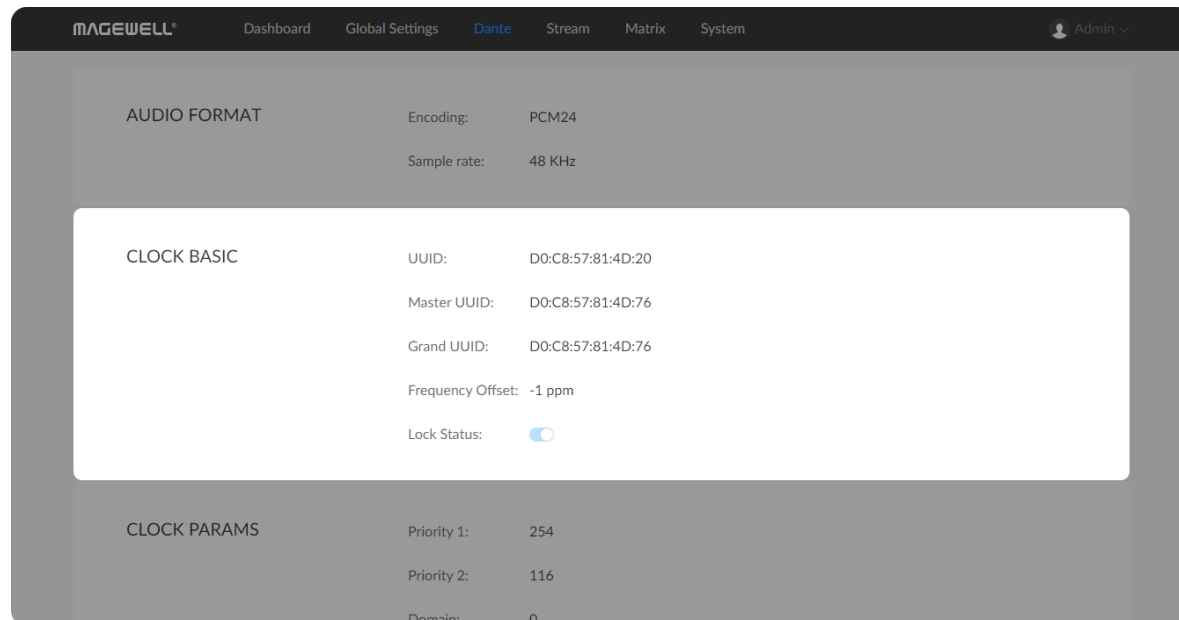 MAGEWELL® Dashboard Global Settings Dante Stream Matrix System Admin
AUDIO FORMAT Encoding: PCM24
Sample rate: 48 KHz
CLOCK BASIC UUID: D0:C8:57:81:4D:20
Master UUID: D0:C8:57:81:4D:76
Grand UUID: D0:C8:57:81:4D:76
Frequency Offset: -1 ppm
Lock Status:
CLOCK PARAMS Priority 1: 254
Priority 2: 116
Domain: 0